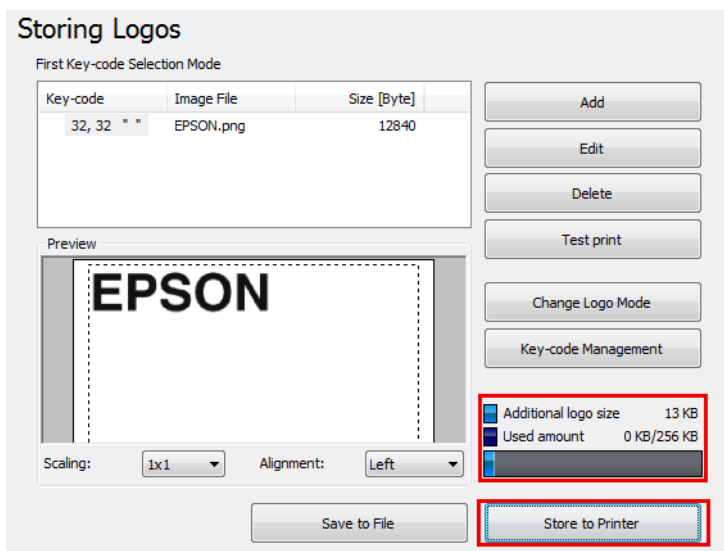 Storing Logos
First Key-code Selection Mode
Key-code Image File Size [Byte]
32, 32 " " EPSON.png 12840
Add
Edit
Delete
Test print
Preview
EPSON
Change Logo Mode
Key-code Management
Additional logo size 13 KB
Used amount 0 KB/256 KB
Scaling: 1x1 Alignment: Left
Save to File Store to Printer